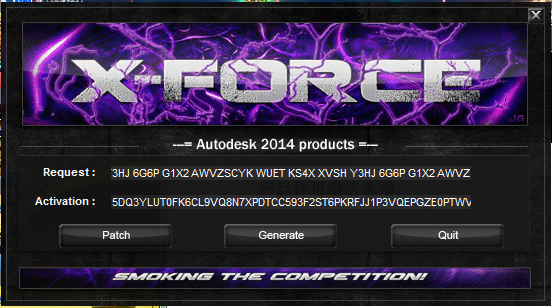 X-FORCE
JG
---= Autodesk 2014 products =---
Request : 3HJ 6G6P G1X2 AWVZSCYK WUET KS4X XVSH Y3HJ 6G6P G1X2 AWVZ
Activation : 5DQ3YLUT0FK6CL9VQ8N7XPDTCC593F2ST6PKRFJJ1P3VQEPGZE0PTWV
Patch Generate Quit
SMOKING THE COMPETITION!